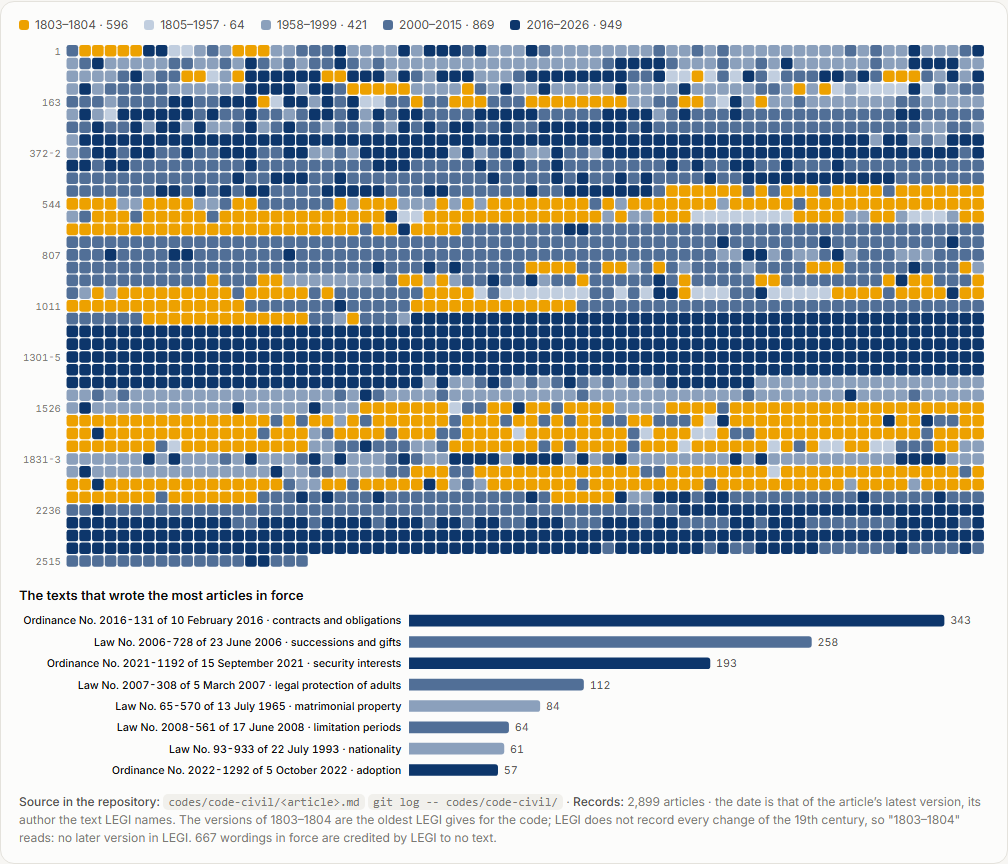 1803–1804 · 596 1805–1957 · 64 1958–1999 · 421 2000–2015 · 869 2016–2026 · 949
1
163
372-2
544
807
1011
1301-5
1526
1831-3
2236
2515
The texts that wrote the most articles in force
Ordinance No. 2016-131 of 10 February 2016 · contracts and obligations 343
Law No. 2006-728 of 23 June 2006 · successions and gifts 258
Ordinance No. 2021-1192 of 15 September 2021 · security interests 193
Law No. 2007-308 of 5 March 2007 · legal protection of adults 112
Law No. 65-570 of 13 July 1965 · matrimonial property 84
Law No. 2008-561 of 17 June 2008 · limitation periods 64
Law No. 93-933 of 22 July 1993 · nationality 61
Ordinance No. 2022-1292 of 5 October 2022 · adoption 57
Source in the repository: codes/code-civil/<article>.md git log -- codes/code-civil/ · Records: 2,899 articles · the date is that of the article's latest version, its
author the text LEGI names. The versions of 1803–1804 are the oldest LEGI gives for the code; LEGI does not record every change of the 19th century, so "1803–1804"
reads: no later version in LEGI. 667 wordings in force are credited by LEGI to no text.